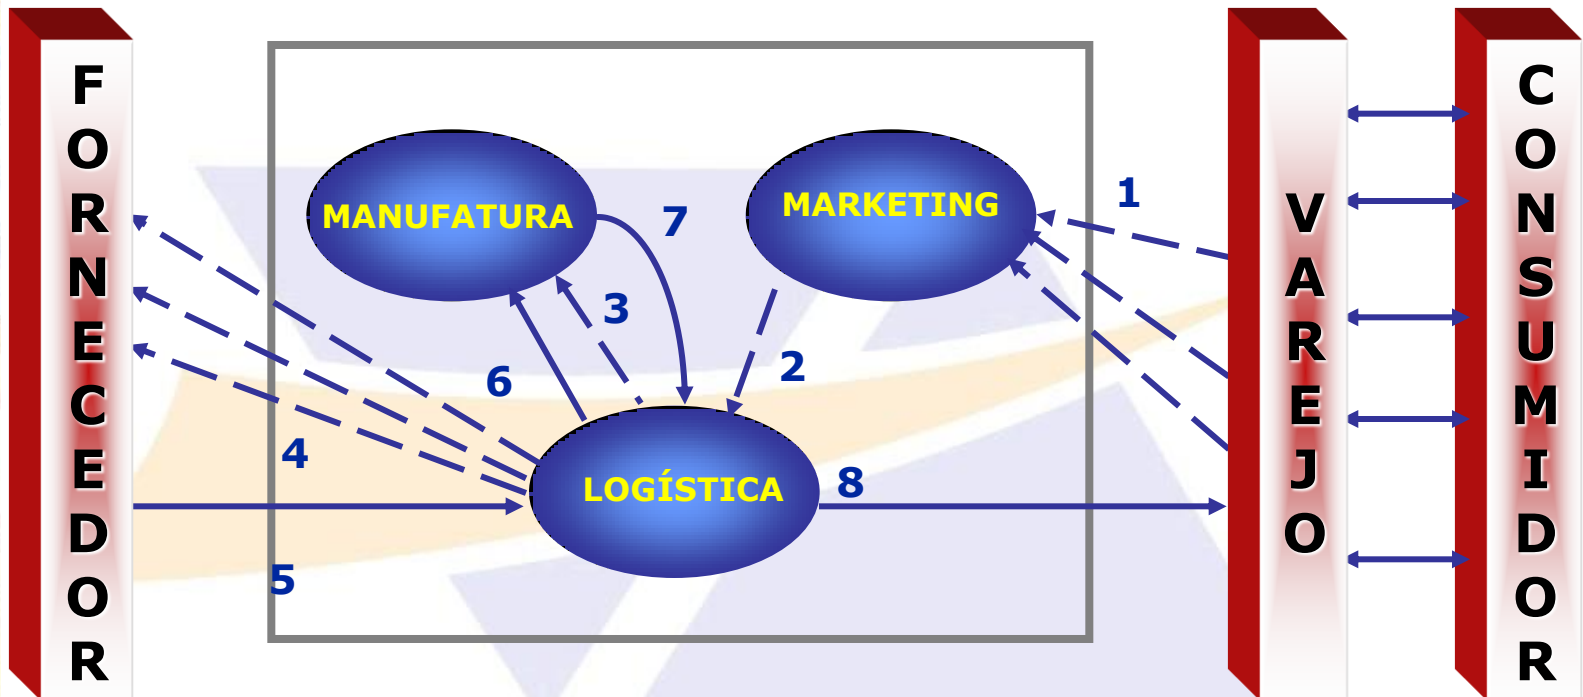 FORNECEDOR
MANUFATURA
MARKETING
LOGÍSTICA
1
2
3
4
5
6
7
8
VAREJO
CONSUMIDOR